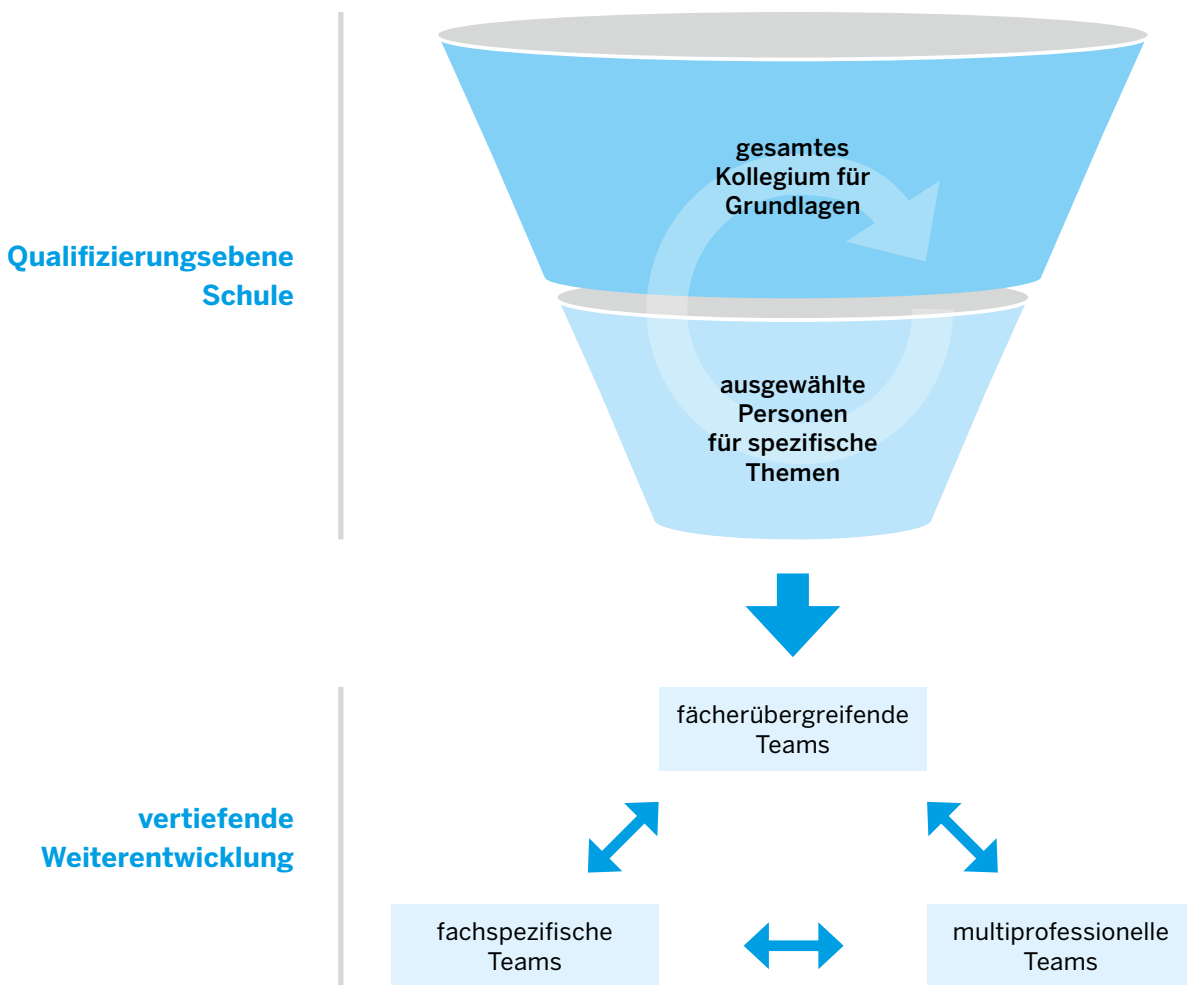 Qualifizierungsebene
Schule
gesamtes
Kollegium für
Grundlagen
ausgewählte
Personen
für spezifische
Themen
vertiefende
Weiterentwicklung
fächerübergreifende
Teams
fachspezifische
Teams
multiprofessionelle
Teams